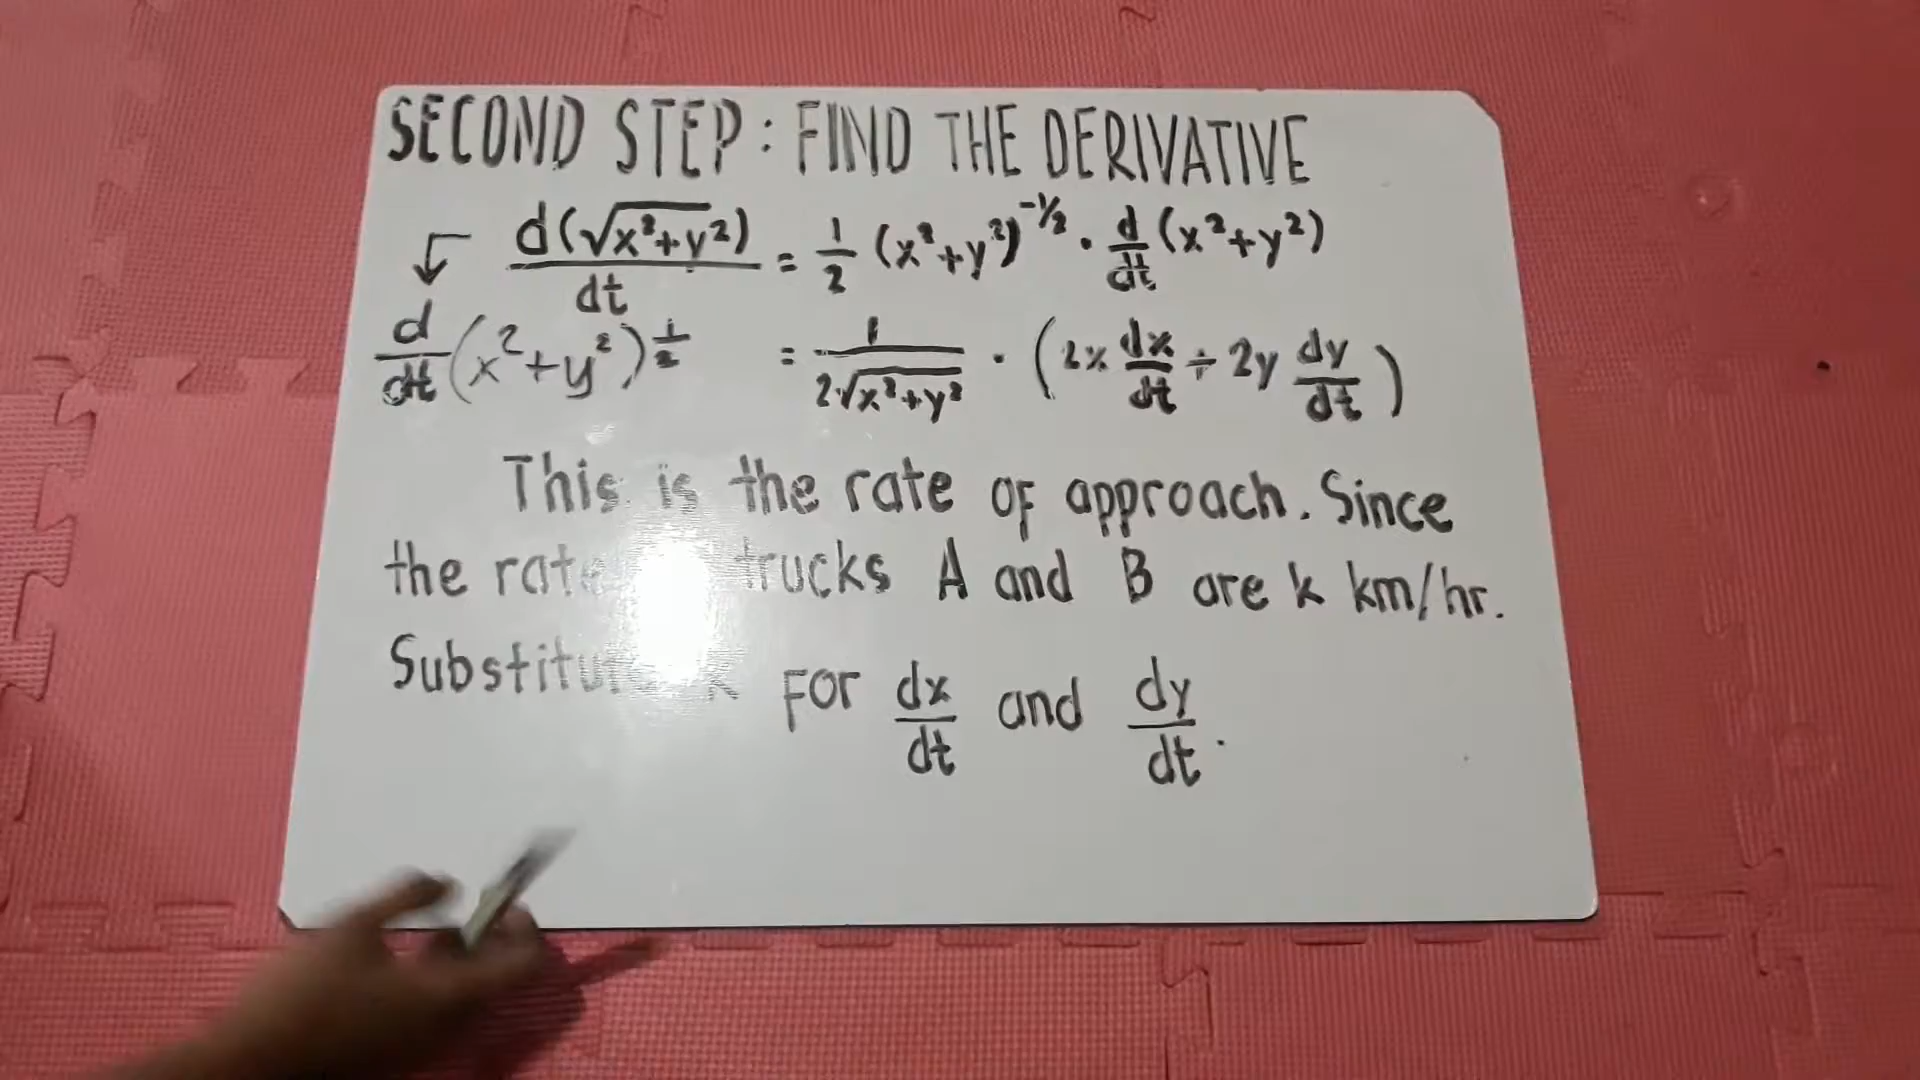 SECOND STEP: FIND THE DERIVATIVE
d(√x²+y²)/dt = 1/2 (x²+y²)^-1/2 · d/dt (x²+y²)
d/dt (x²+y²)^1/2 = 1/2√x²+y² · (2x dx/dt + 2y dy/dt)
This is the rate of approach. Since
the rate trucks A and B are k km/hr.
For dx/dt and dy/dt.